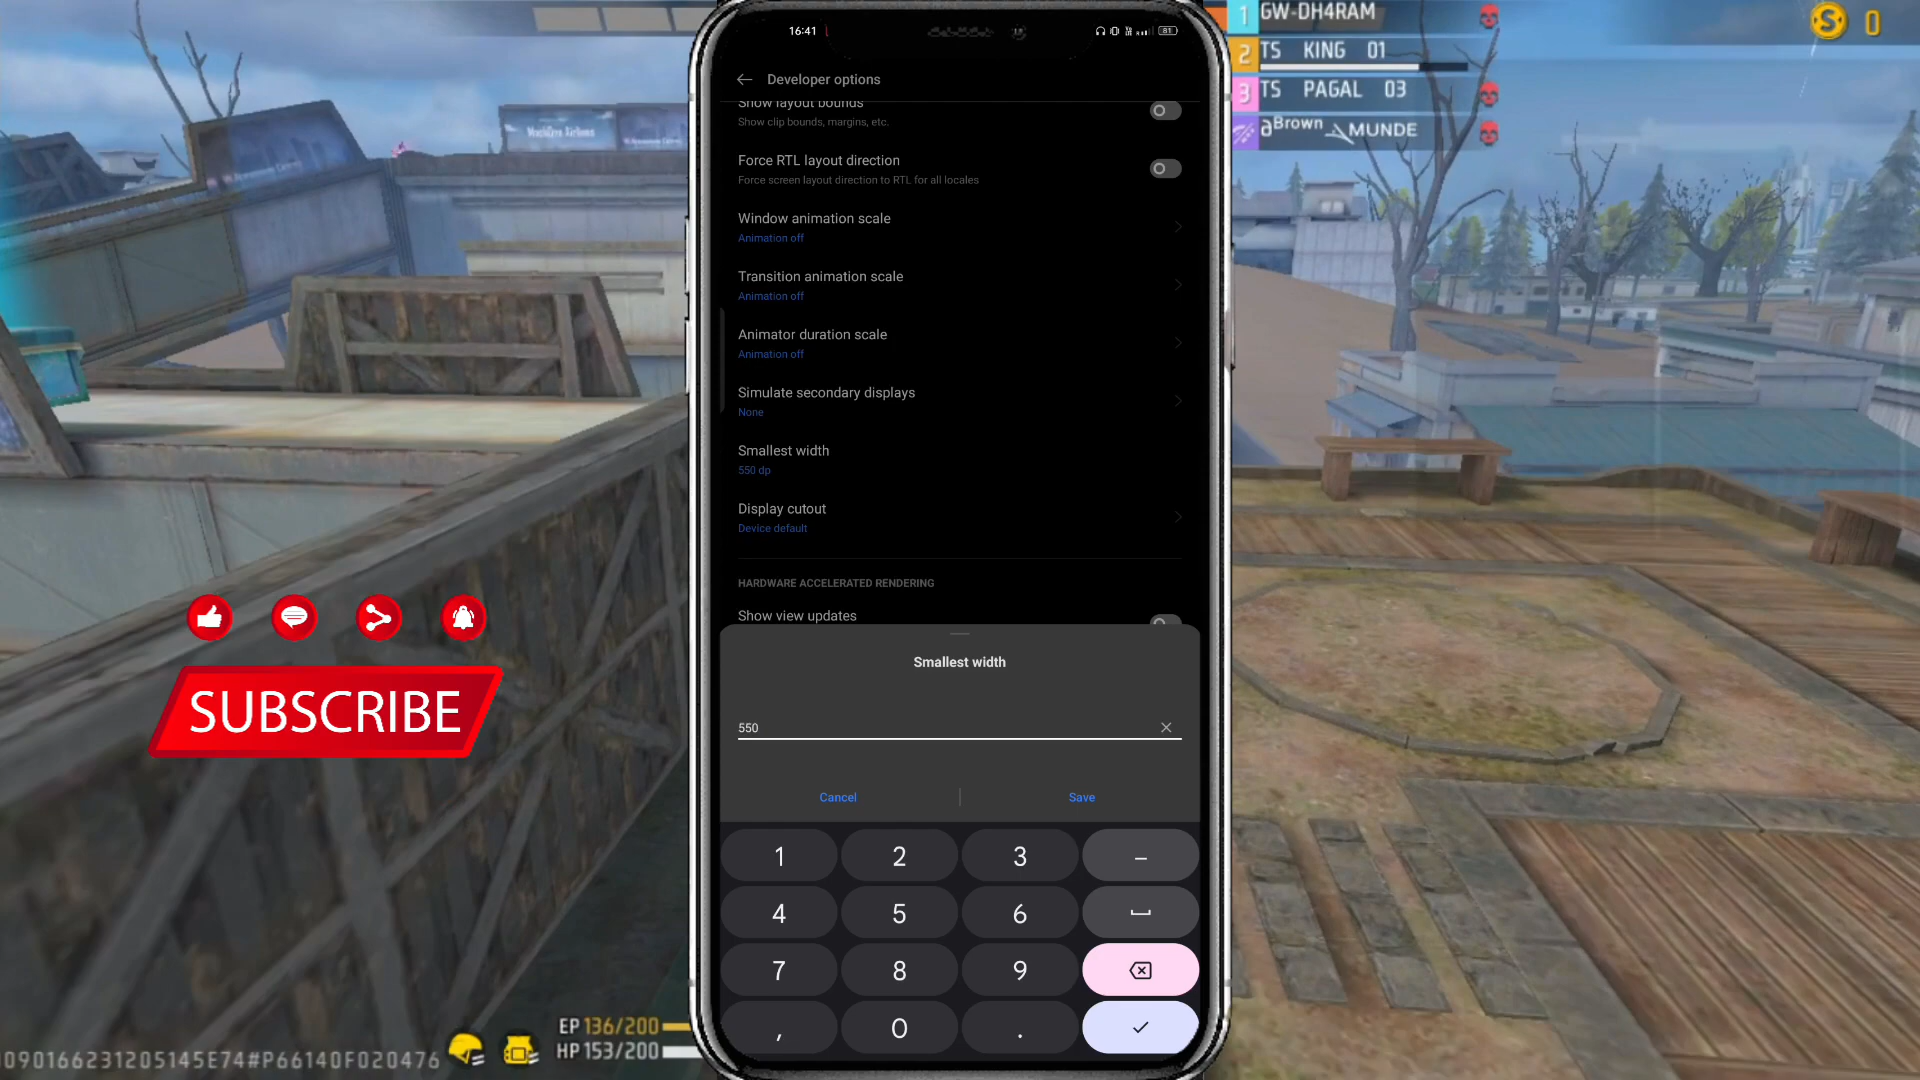 16:41
81
Developer options
Show layout bounds
Show clip bounds, margins, etc.
Force RTL layout direction
Force screen layout direction to RTL for all locales
Window animation scale
Animation off
Transition animation scale
Animation off
Animator duration scale
Animation off
Simulate secondary displays
None
Smallest width
550 dp
Display cutout
Device default
HARDWARE ACCELERATED RENDERING
Show view updates
Smallest width
550
Cancel
Save
1 2 3 –
4 5 6
7 8 9
, 0 .
SUBSCRIBE
1 GW-DH4RAM
2 TS KING 01
3 TS PAGAL 03
aBrown MUNDE
S 0
EP 136/200
HP 153/200
1090166231205145E74#P66140F020476